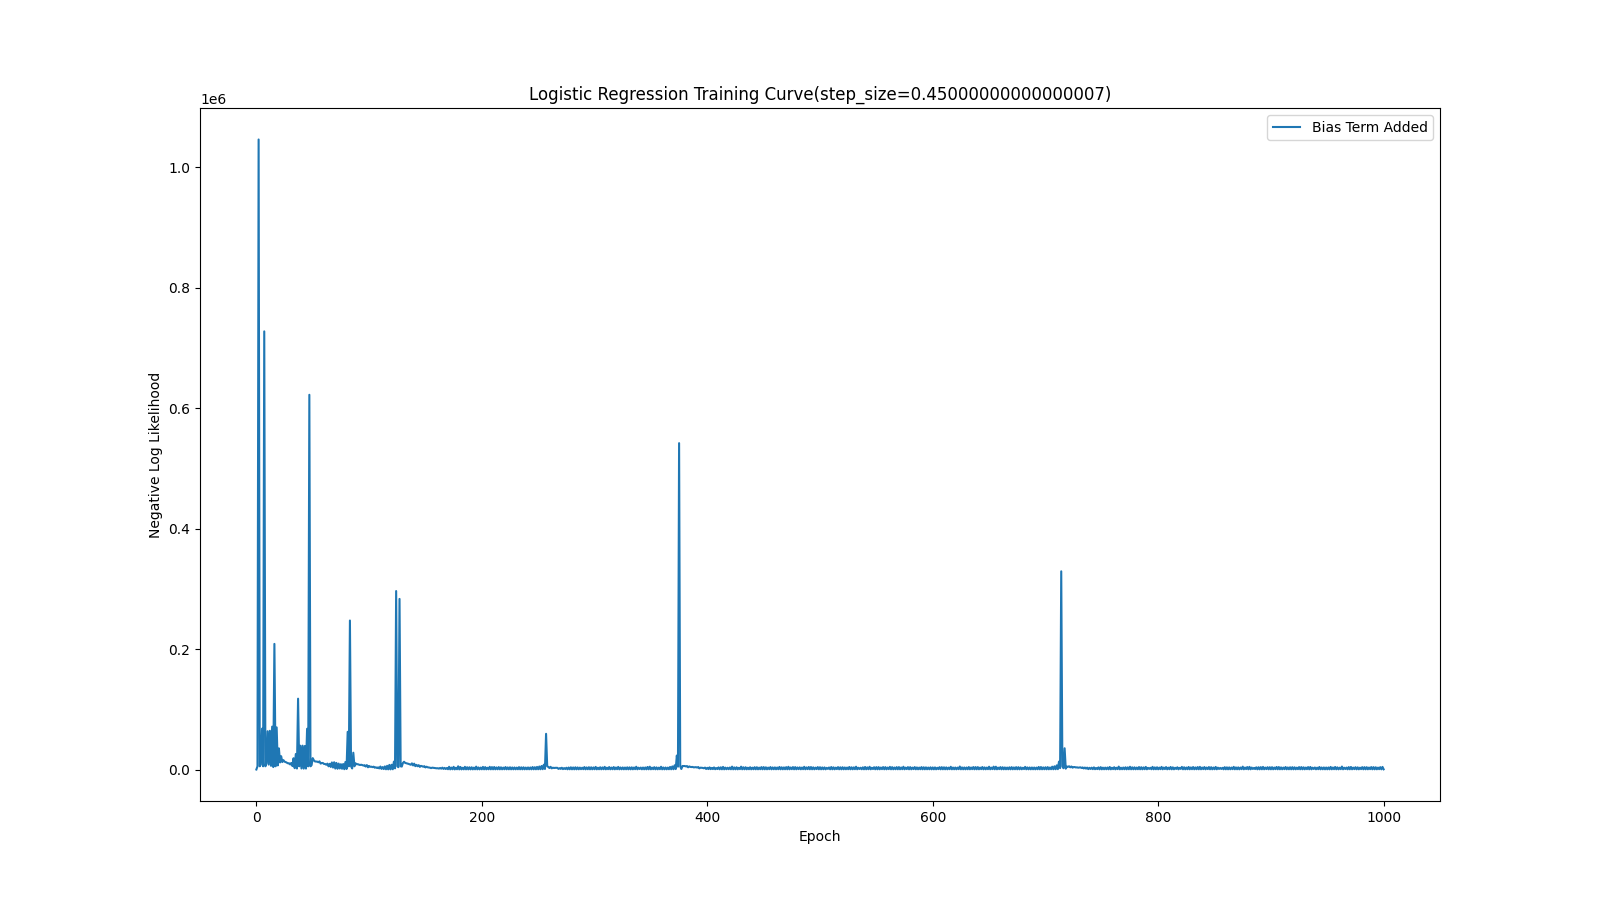 Logistic Regression Training Curve(step_size=0.45000000000000007)
1e6
Bias Term Added
1.0
0.8
0.6
0.4
0.2
0.0
Negative Log Likelihood
0 200 400 600 800 1000
Epoch